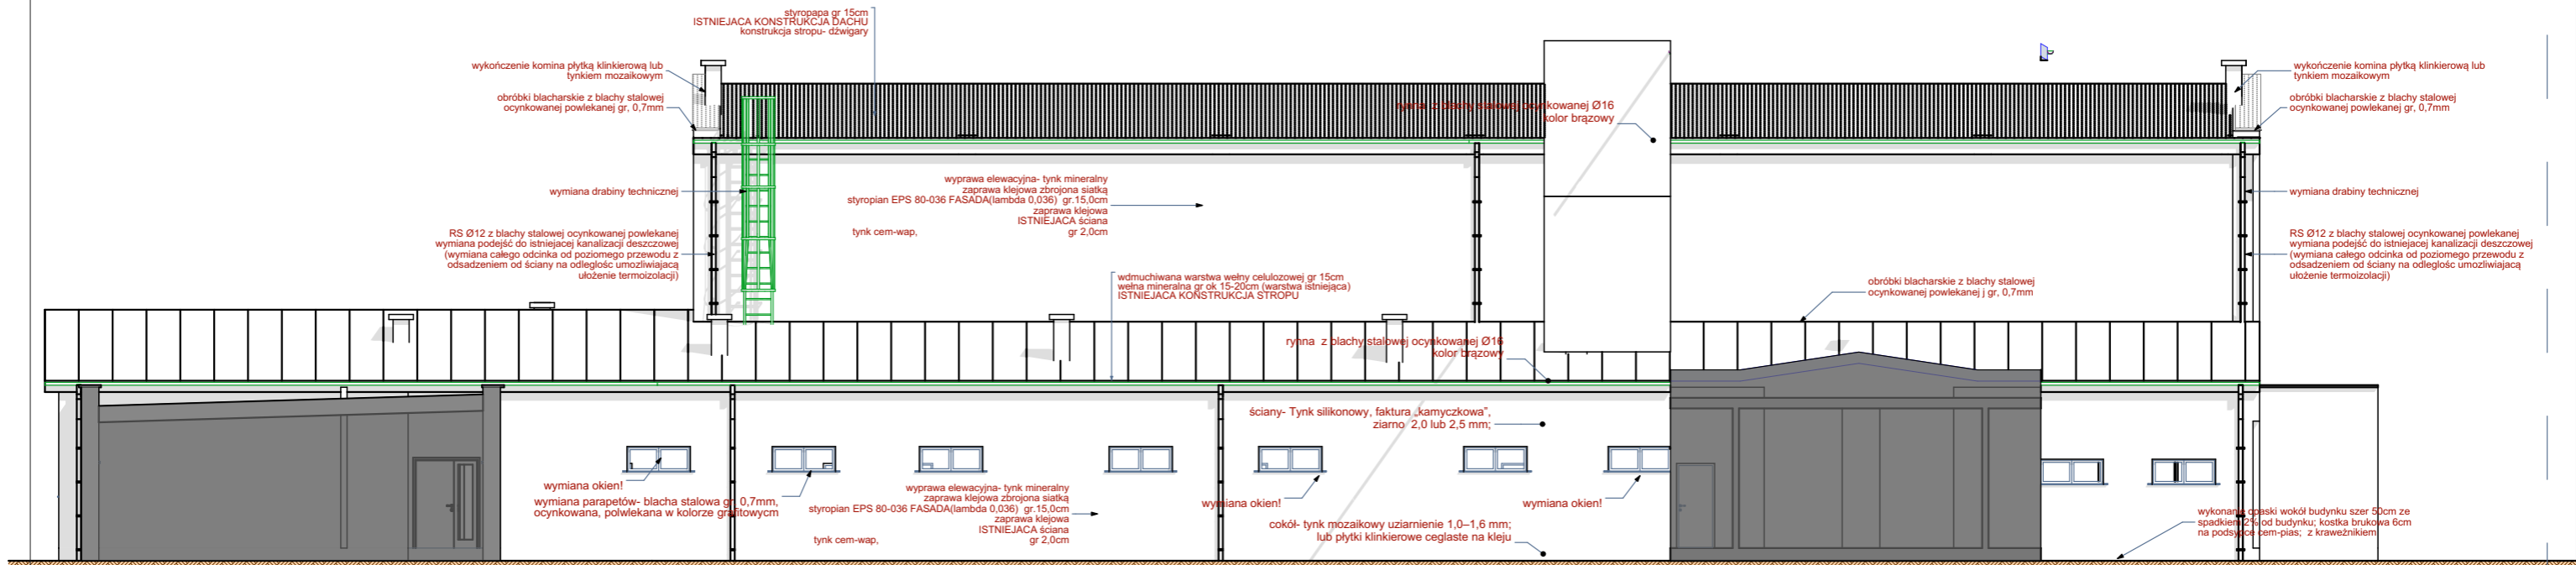 styropapa gr 15cm
ISTNIEJACA KONSTRUKCJA DACHU
konstrukcja stropu- dźwigary
wykończenie komina płytką klinkierową lub
tynkiem mozaikowym
obróbki blacharskie z blachy stalowej
ocynkowanej powlekanej gr, 0,7mm
rynna z blachy stalowej ocynkowanej Ø16
kolor brązowy
wykończenie komina płytką klinkierową lub
tynkiem mozaikowym
obróbki blacharskie z blachy stalowej
ocynkowanej powlekanej gr, 0,7mm
wymiana drabiny technicznej
wyprawa elewacyjna- tynk mineralny
zaprawa klejowa zbrojona siatką
styropian EPS 80-036 FASADA(lambda 0,036) gr.15,0cm
zaprawa klejowa
ISTNIEJACA ściana
tynk cem-wap, gr 2,0cm
wymiana drabiny technicznej
RS Ø12 z blachy stalowej ocynkowanej powlekanej
wymiana podejść do istniejacej kanalizacji deszczowej
(wymiana całego odcinka od poziomego przewodu z
odsadzeniem od ściany na odległośc umozliwiajacą
ułożenie termoizolacji)
RS Ø12 z blachy stalowej ocynkowanej powlekanej
wymiana podejść do istniejacej kanalizacji deszczowej
(wymiana całego odcinka od poziomego przewodu z
odsadzeniem od ściany na odległośc umozliwiajacą
ułożenie termoizolacji)
wdmuchiwana warstwa wełny celulozowej gr 15cm
wełna mineralna gr ok 15-20cm (warstwa istniejąca)
ISTNIEJACA KONSTRUKCJA STROPU
obróbki blacharskie z blachy stalowej
ocynkowanej powlekanej j gr, 0,7mm
rynna z blachy stalowej ocynkowanej Ø16
kolor brązowy
ściany- Tynk silikonowy, faktura „kamyczkowa”,
ziarno 2,0 lub 2,5 mm;
wymiana okien!
wymiana parapetów- blacha stalowa gr 0,7mm,
ocynkowana, polwlekana w kolorze grafitowycm
wyprawa elewacyjna- tynk mineralny
zaprawa klejowa zbrojona siatką
styropian EPS 80-036 FASADA(lambda 0,036) gr.15,0cm
zaprawa klejowa
ISTNIEJACA ściana
tynk cem-wap, gr 2,0cm
wymiana okien!
wymiana okien!
cokół- tynk mozaikowy uziarnienie 1,0–1,6 mm;
lub płytki klinkierowe ceglaste na kleju
wykonanie opaski wokół budynku szer 50cm ze
spadkiem 2% od budynku; kostka brukowa 6cm
na podsypce cem-pias; z kraweżnikiem